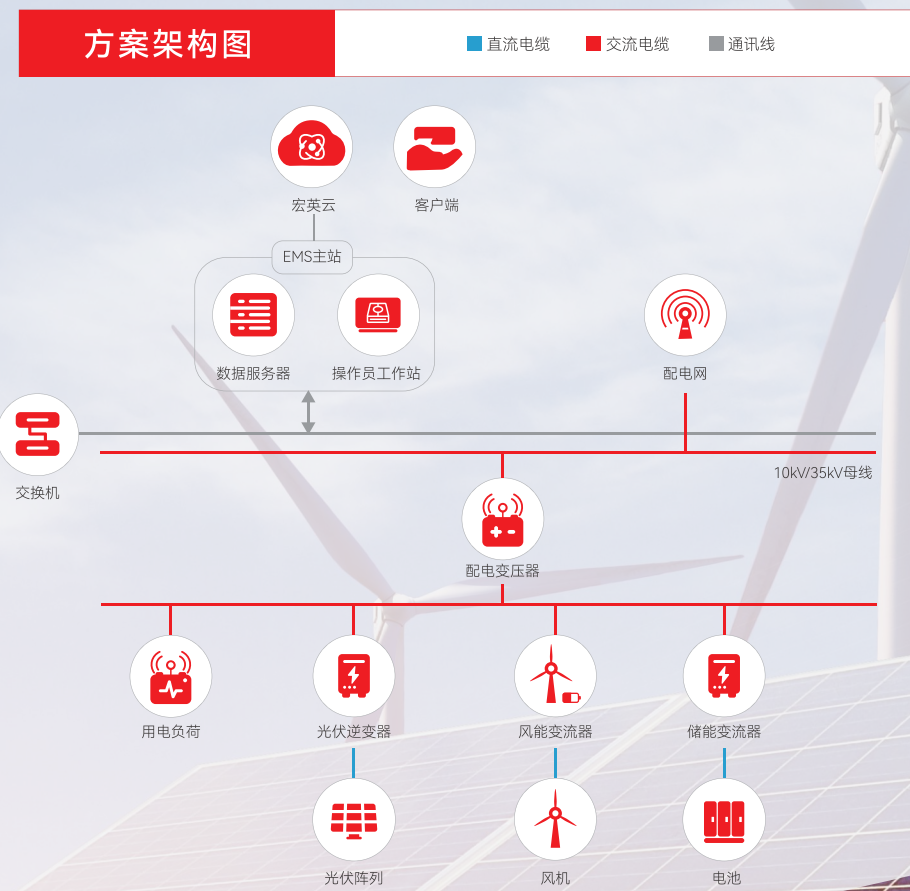 方案架构图
直流电缆 交流电缆 通讯线
宏英云 客户端
EMS主站
数据服务器 操作员工作站 配电网
交换机
10kV/35kV母线
配电变压器
用电负荷 光伏逆变器 风能变流器 储能变流器
光伏阵列 风机 电池